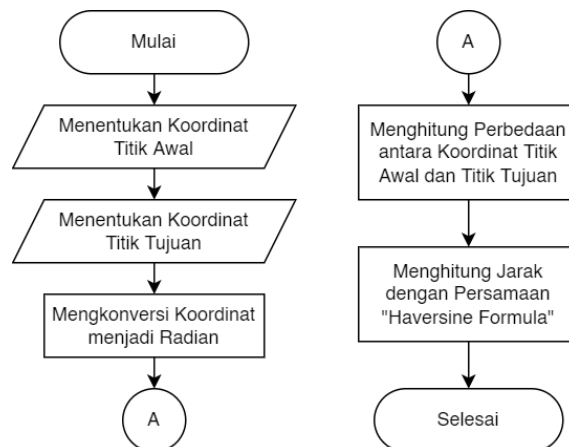 Mulai
Menentukan Koordinat
Titik Awal
Menentukan Koordinat
Titik Tujuan
Mengkonversi Koordinat
menjadi Radian
A
A
Menghitung Perbedaan
antara Koordinat Titik
Awal dan Titik Tujuan
Menghitung Jarak
dengan Persamaan
"Haversine Formula"
Selesai